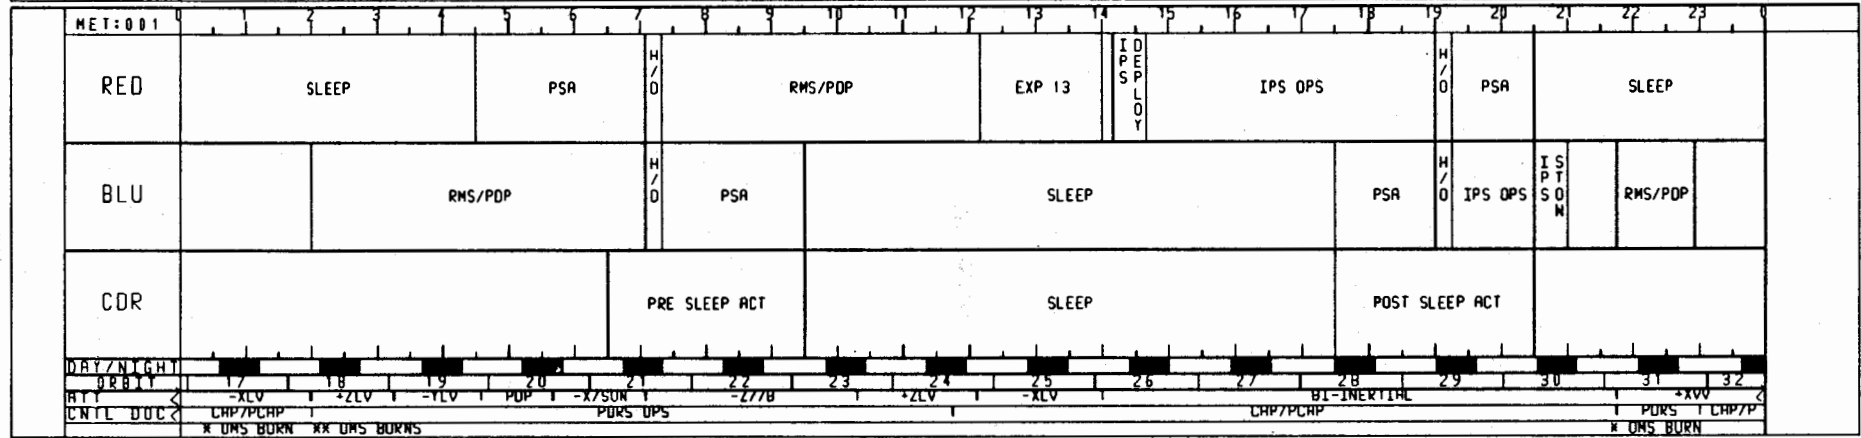 MET:001 0 1 2 3 4 5 6 7 8 9 10 11 12 13 14 15 16 17 18 19 20 21 22 23 0
RED SLEEP PSA H/O RMS/PDP EXP 13 IPS DEPLOY IPS OPS H/O PSA SLEEP
BLU RMS/PDP H/O PSA SLEEP PSA H/O IPS OPS IPS STOW RMS/PDP
CDR PRE SLEEP ACT SLEEP POST SLEEP ACT
DAY/NIGHT
ORBIT 17 18 19 20 21 22 23 24 25 26 27 28 29 30 31 32
ATT -XLV +ZLV -YLV PDP -X/SUN -Z//B +ZLV -XLV BI-INERTIAL +XVV
CNTL DOC CAP/PCAP PDRS OPS CAP/PCAP PDRS CAP/P
* OMS BURN ** OMS BURNS * OMS BURN